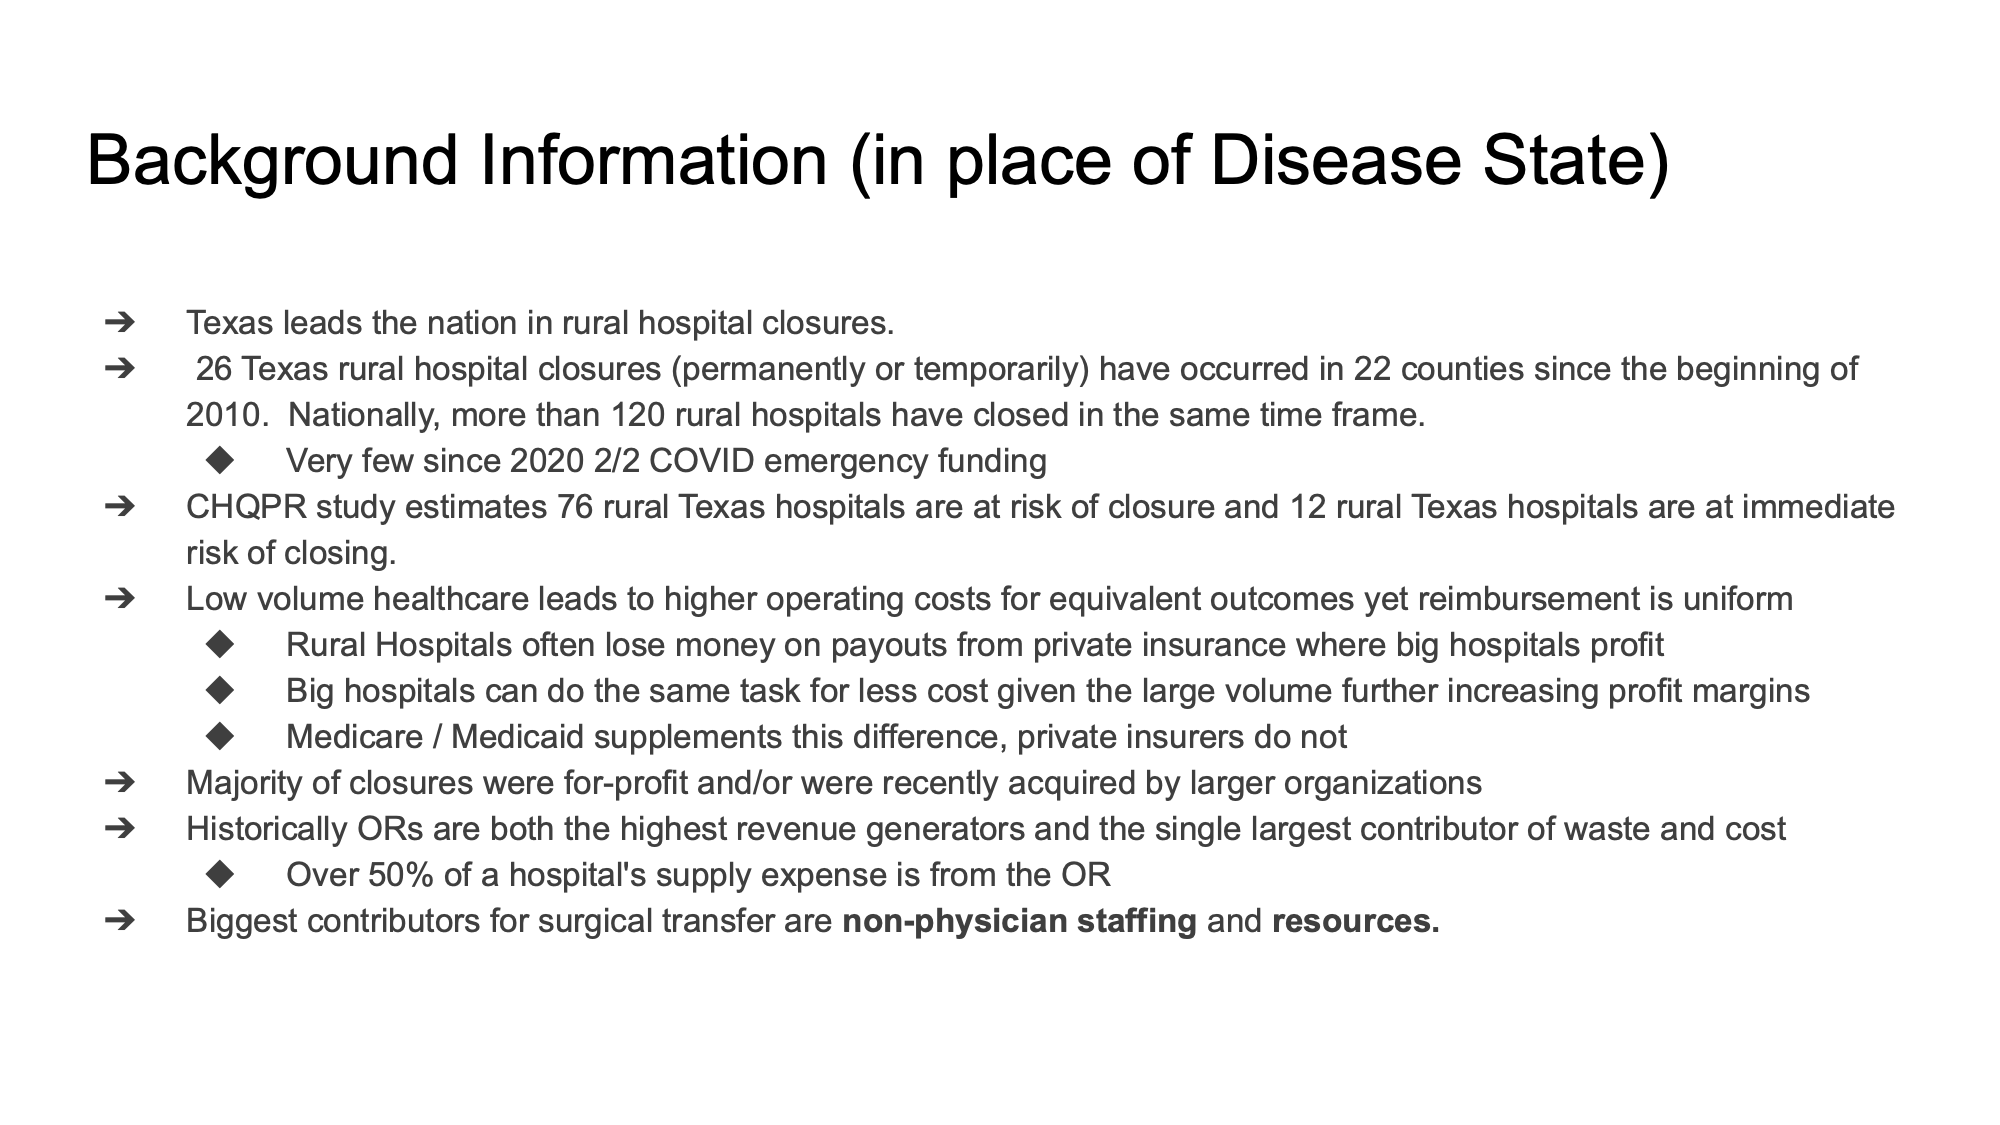 Background Information (in place of Disease State)
➔ Texas leads the nation in rural hospital closures.
➔ 26 Texas rural hospital closures (permanently or temporarily) have occurred in 22 counties since the beginning of
2010.  Nationally, more than 120 rural hospitals have closed in the same time frame.
◆ Very few since 2020 2/2 COVID emergency funding
➔ CHQPR study estimates 76 rural Texas hospitals are at risk of closure and 12 rural Texas hospitals are at immediate
risk of closing.
➔ Low volume healthcare leads to higher operating costs for equivalent outcomes yet reimbursement is uniform
◆ Rural Hospitals often lose money on payouts from private insurance where big hospitals profit
◆ Big hospitals can do the same task for less cost given the large volume further increasing profit margins
◆ Medicare / Medicaid supplements this difference, private insurers do not
➔ Majority of closures were for-profit and/or were recently acquired by larger organizations
➔ Historically ORs are both the highest revenue generators and the single largest contributor of waste and cost
◆ Over 50% of a hospital's supply expense is from the OR
➔ Biggest contributors for surgical transfer are non-physician staffing and resources.